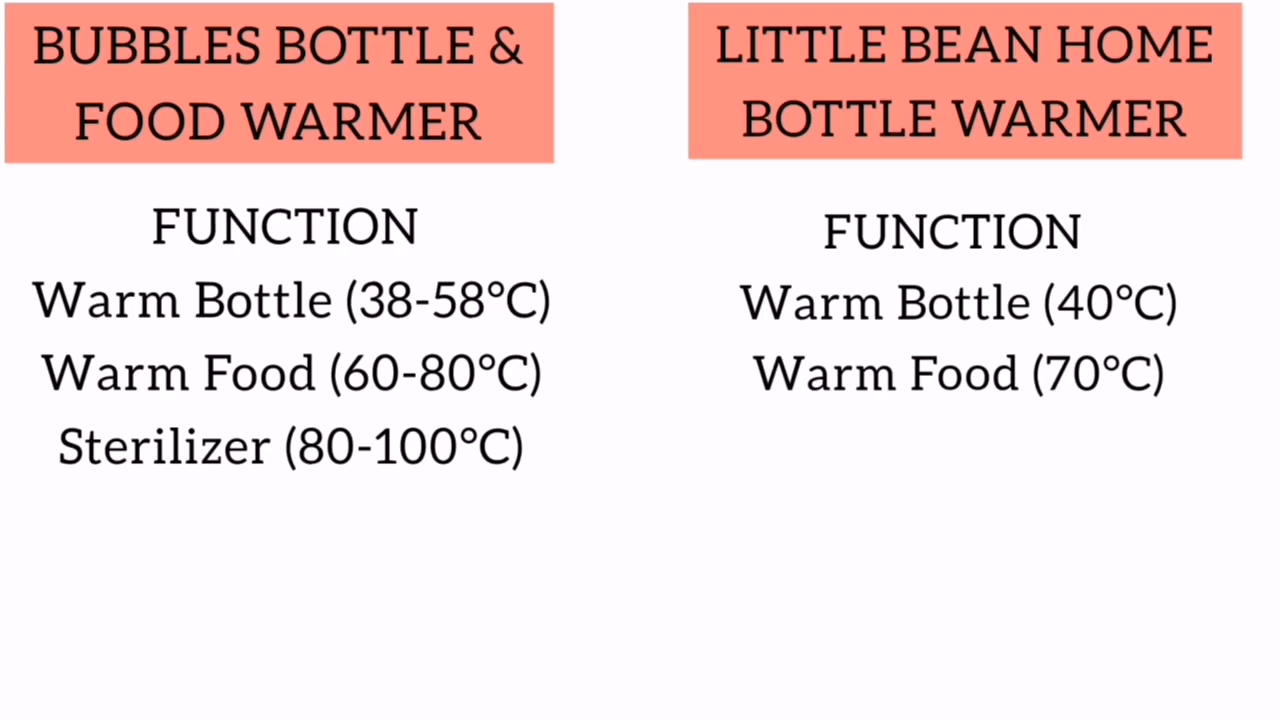 BUBBLES BOTTLE &
FOOD WARMER
FUNCTION
Warm Bottle (38-58°C)
Warm Food (60-80°C)
Sterilizer (80-100°C)
LITTLE BEAN HOME
BOTTLE WARMER
FUNCTION
Warm Bottle (40°C)
Warm Food (70°C)